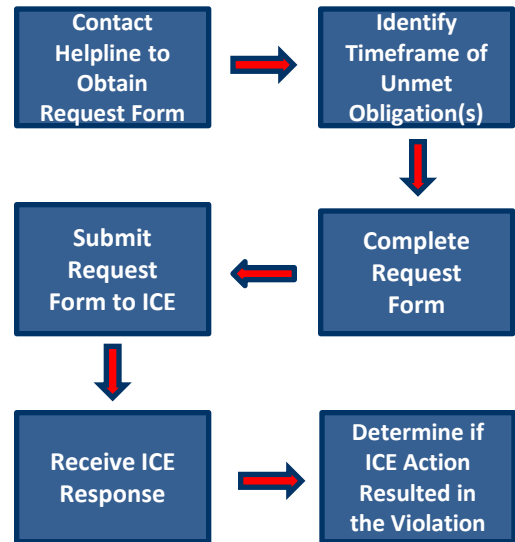 Contact
Helpline to
Obtain
Request Form
Identify
Timeframe of
Unmet
Obligation(s)
Complete
Request
Form
Submit
Request
Form to ICE
Receive ICE
Response
Determine if
ICE Action
Resulted in
the Violation